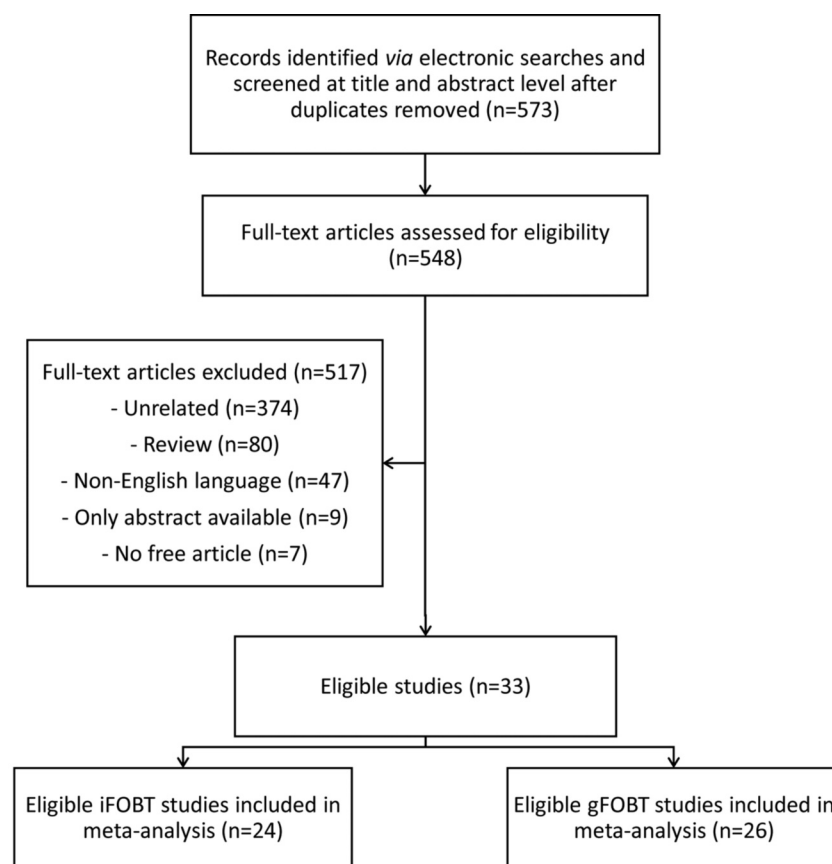 Records identified via electronic searches and
screened at title and abstract level after
duplicates removed (n=573)
Full-text articles assessed for eligibility
(n=548)
Full-text articles excluded (n=517)
- Unrelated (n=374)
- Review (n=80)
- Non-English language (n=47)
- Only abstract available (n=9)
- No free article (n=7)
Eligible studies (n=33)
Eligible iFOBT studies included in
meta-analysis (n=24)
Eligible gFOBT studies included in
meta-analysis (n=26)